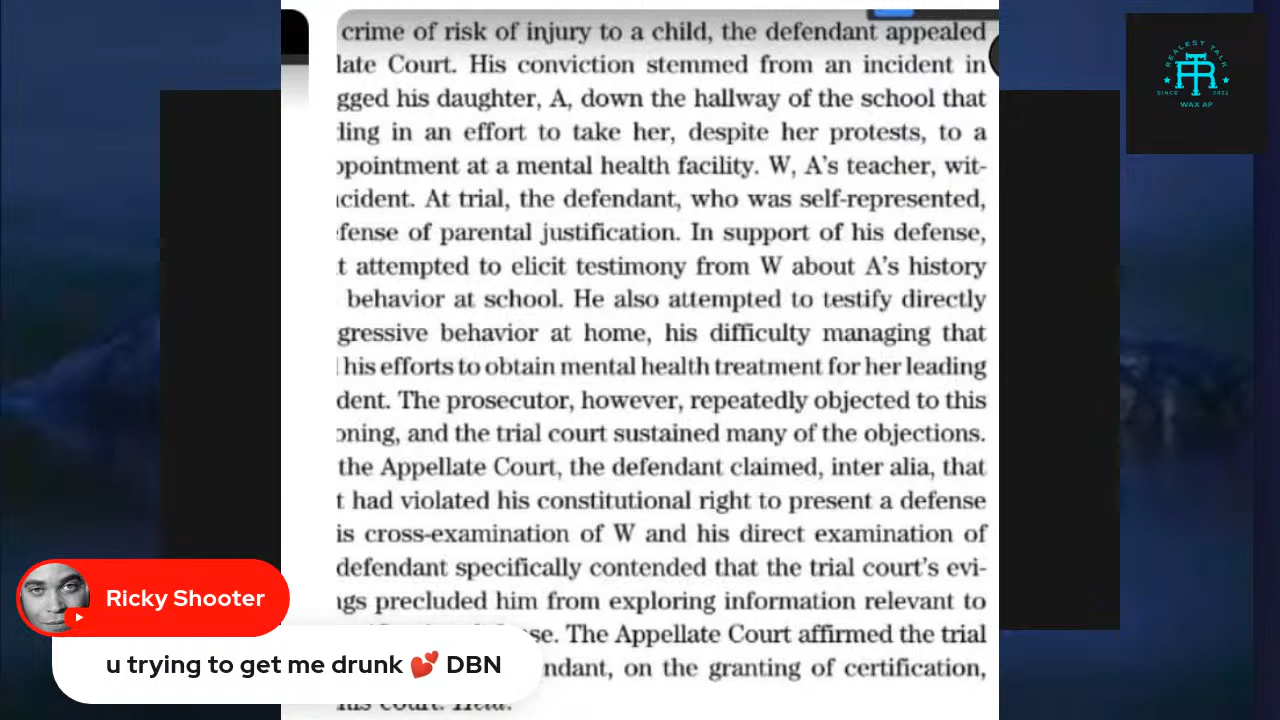 crime of risk of injury to a child, the defendant appealed
late Court. His conviction stemmed from an incident in
gged his daughter, A, down the hallway of the school that
ding in an effort to take her, despite her protests, to a
ppointment at a mental health facility. W, A's teacher, wit-
cident. At trial, the defendant, who was self-represented,
fense of parental justification. In support of his defense,
t attempted to elicit testimony from W about A's history
behavior at school. He also attempted to testify directly
gressive behavior at home, his difficulty managing that
his efforts to obtain mental health treatment for her leading
dent. The prosecutor, however, repeatedly objected to this
oning, and the trial court sustained many of the objections.
the Appellate Court, the defendant claimed, inter alia, that
t had violated his constitutional right to present a defense
is cross-examination of W and his direct examination of
defendant specifically contended that the trial court's evi-
ngs precluded him from exploring information relevant to
se. The Appellate Court affirmed the trial
ndant, on the granting of certification,
his court. Held:
Ricky Shooter
u trying to get me drunk 💕 DBN
REALEST TALK
TR
SINCE 2022
WAX AP